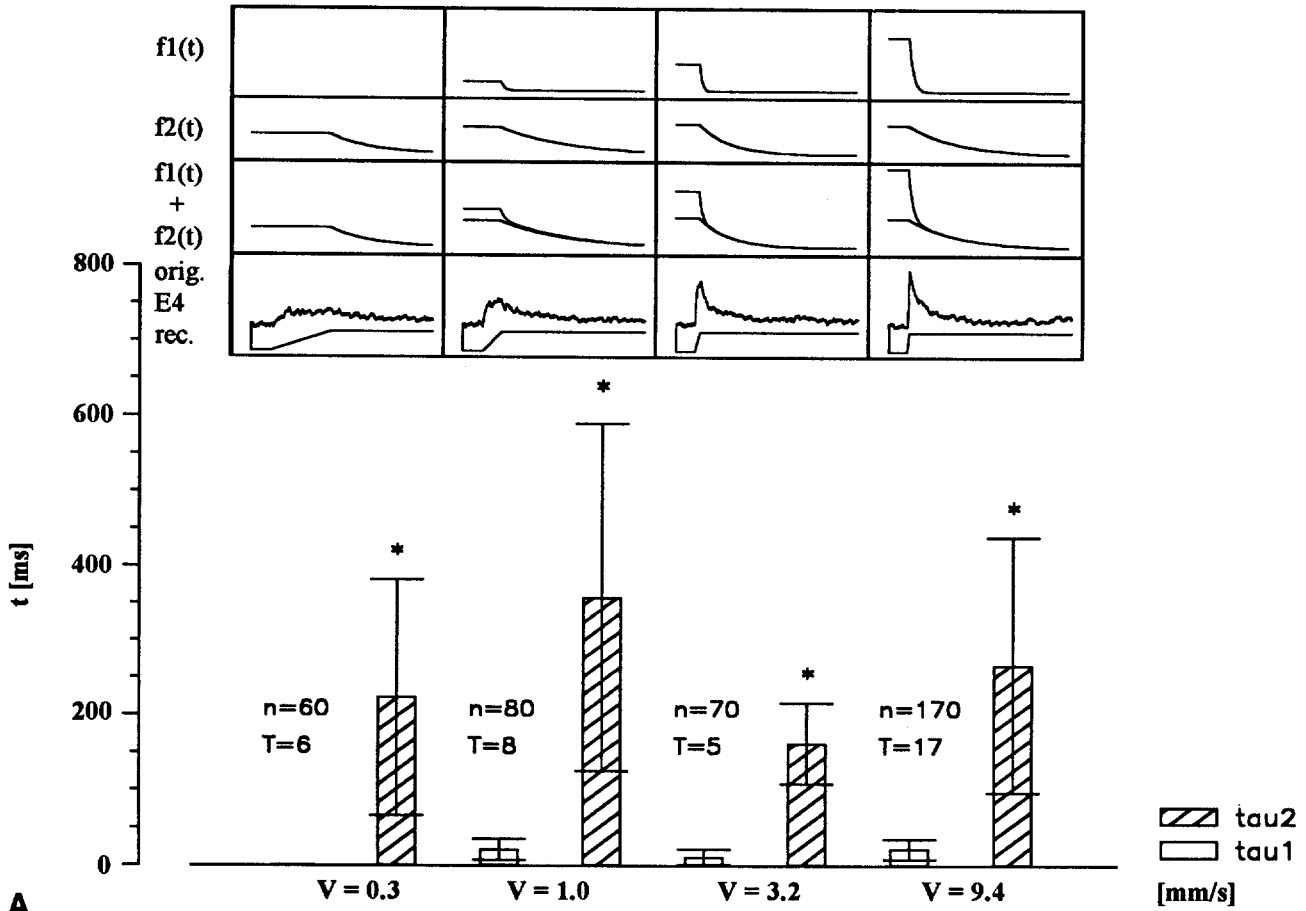 f1(t)
f2(t)
f1(t)
+
f2(t)
orig.
E4
rec.
800
600
400
200
0
t [ms]
*
*
*
*
n=60
T=6
n=80
T=8
n=70
T=5
n=170
T=17
tau2
tau1
V = 0.3
V = 1.0
V = 3.2
V = 9.4
[mm/s]
A